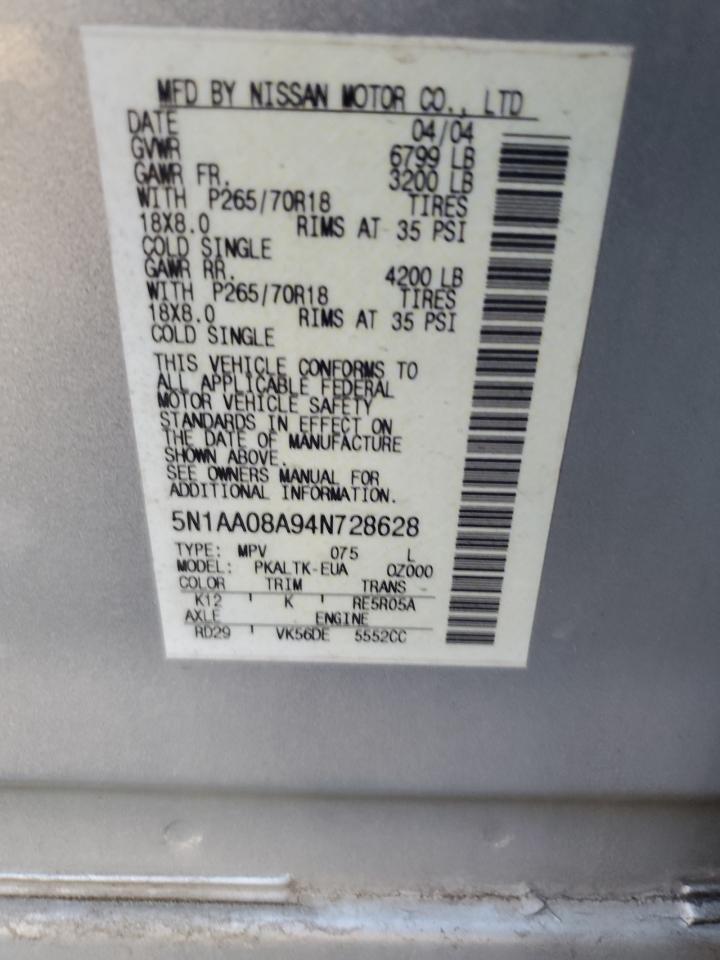 MFD BY NISSAN MOTOR CO., LTD
DATE 04/04
GVWR 6799 LB
GAWR FR. 3200 LB
WITH P265/70R18 TIRES
18X8.0 RIMS AT 35 PSI
COLD SINGLE
GAWR RR. 4200 LB
WITH P265/70R18 TIRES
18X8.0 RIMS AT 35 PSI
COLD SINGLE
THIS VEHICLE CONFORMS TO
ALL APPLICABLE FEDERAL
MOTOR VEHICLE SAFETY
STANDARDS IN EFFECT ON
THE DATE OF MANUFACTURE
SHOWN ABOVE.
SEE OWNERS MANUAL FOR
ADDITIONAL INFORMATION.
5N1AA08A94N728628
TYPE: MPV 075 L
MODEL: PKALTK-EUA 0Z000
COLOR TRIM TRANS
K12 ' K ' RE5R05A
AXLE ENGINE
RD29 ' VK56DE 5552CC